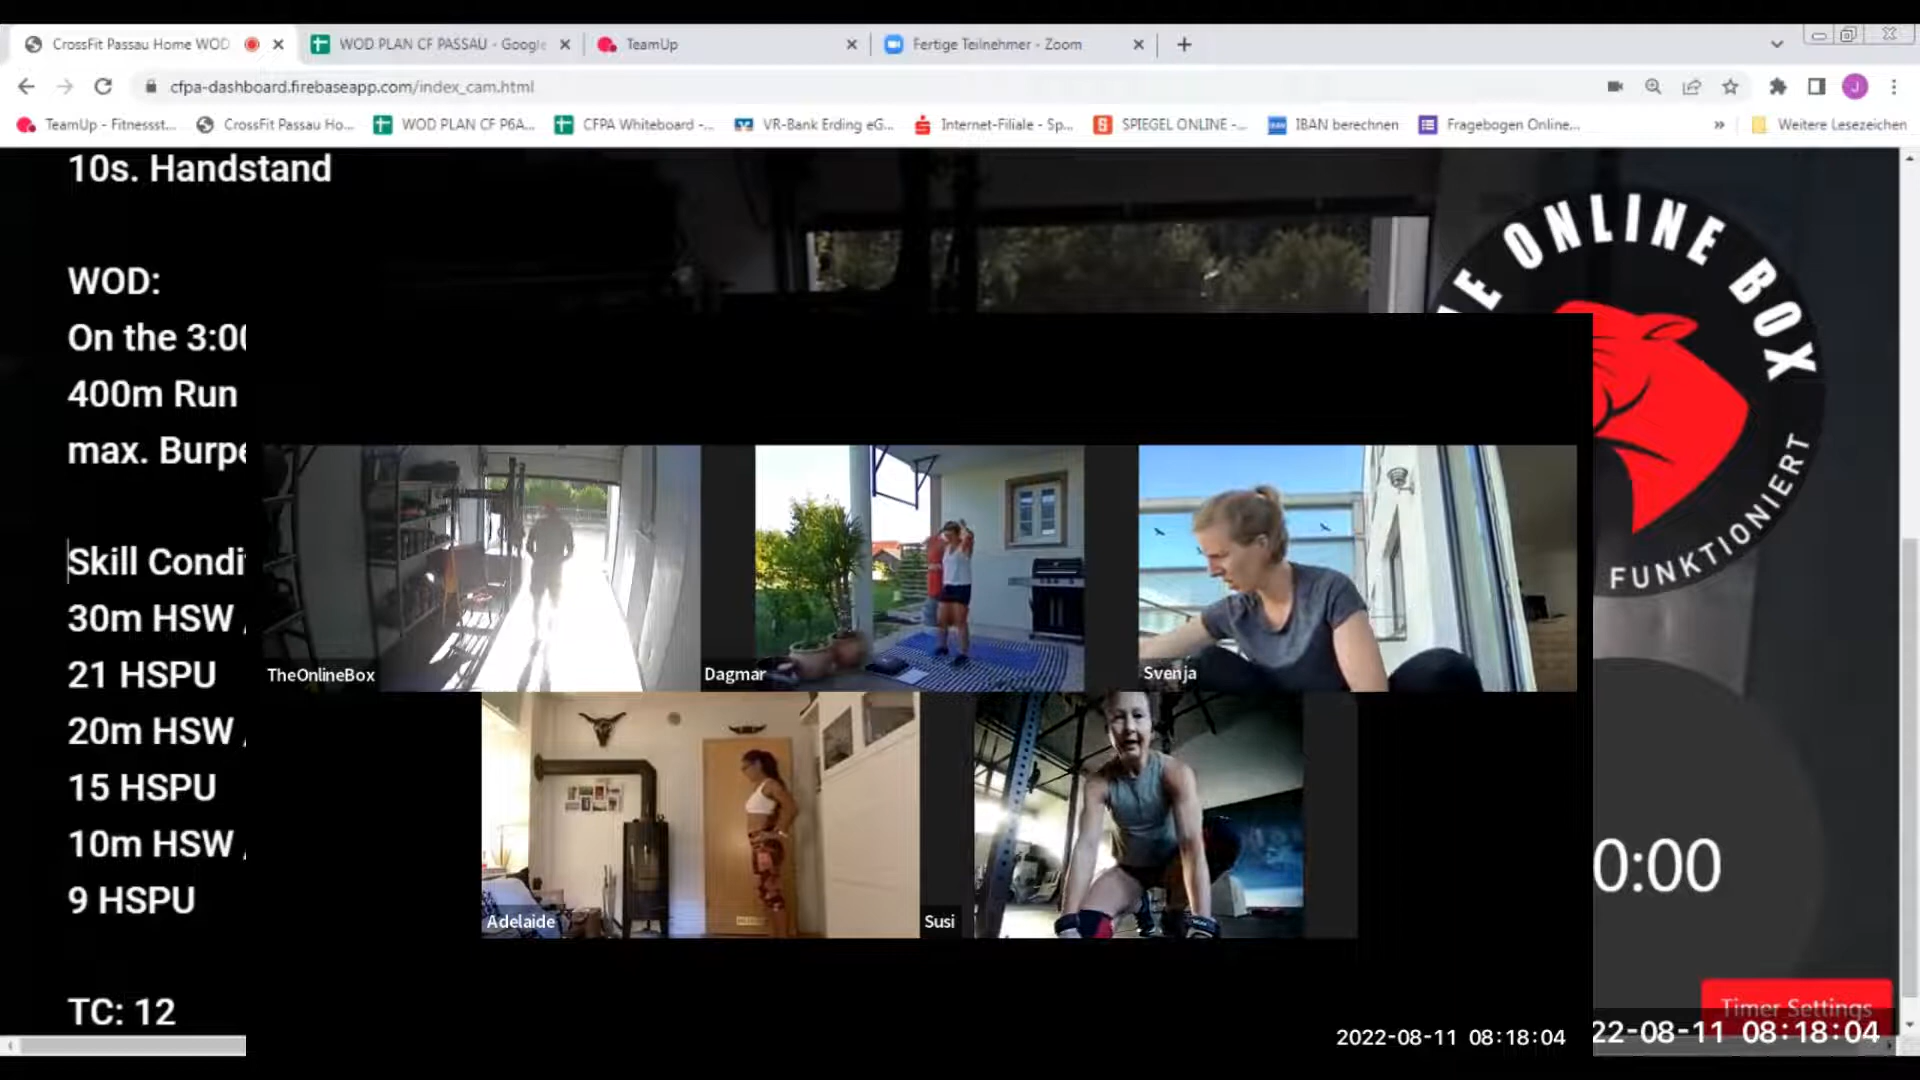 CrossFit Passau Home WOD
WOD PLAN CF PASSAU - Google
TeamUp
Fertige Teilnehmer - Zoom
cfpa-dashboard.firebaseapp.com/index_cam.html
J
TeamUp - Fitnessst...
CrossFit Passau Ho...
WOD PLAN CF P6A...
CFPA Whiteboard -...
VR-Bank Erding eG...
Internet-Filiale - Sp...
SPIEGEL ONLINE -...
IBAN berechnen
Fragebogen Online...
»
Weitere Lesezeichen
10s. Handstand
WOD:
On the 3:00
400m Run
max. Burpe
Skill Condi
30m HSW
21 HSPU
20m HSW
15 HSPU
10m HSW
9 HSPU
TC: 12
ONLINE BOX
FUNKTIONIERT
TheOnlineBox
Dagmar
Svenja
Adelaide
Susi
0:00
Timer Settings
2022-08-11 08:18:04
22-08-11 08:18:04